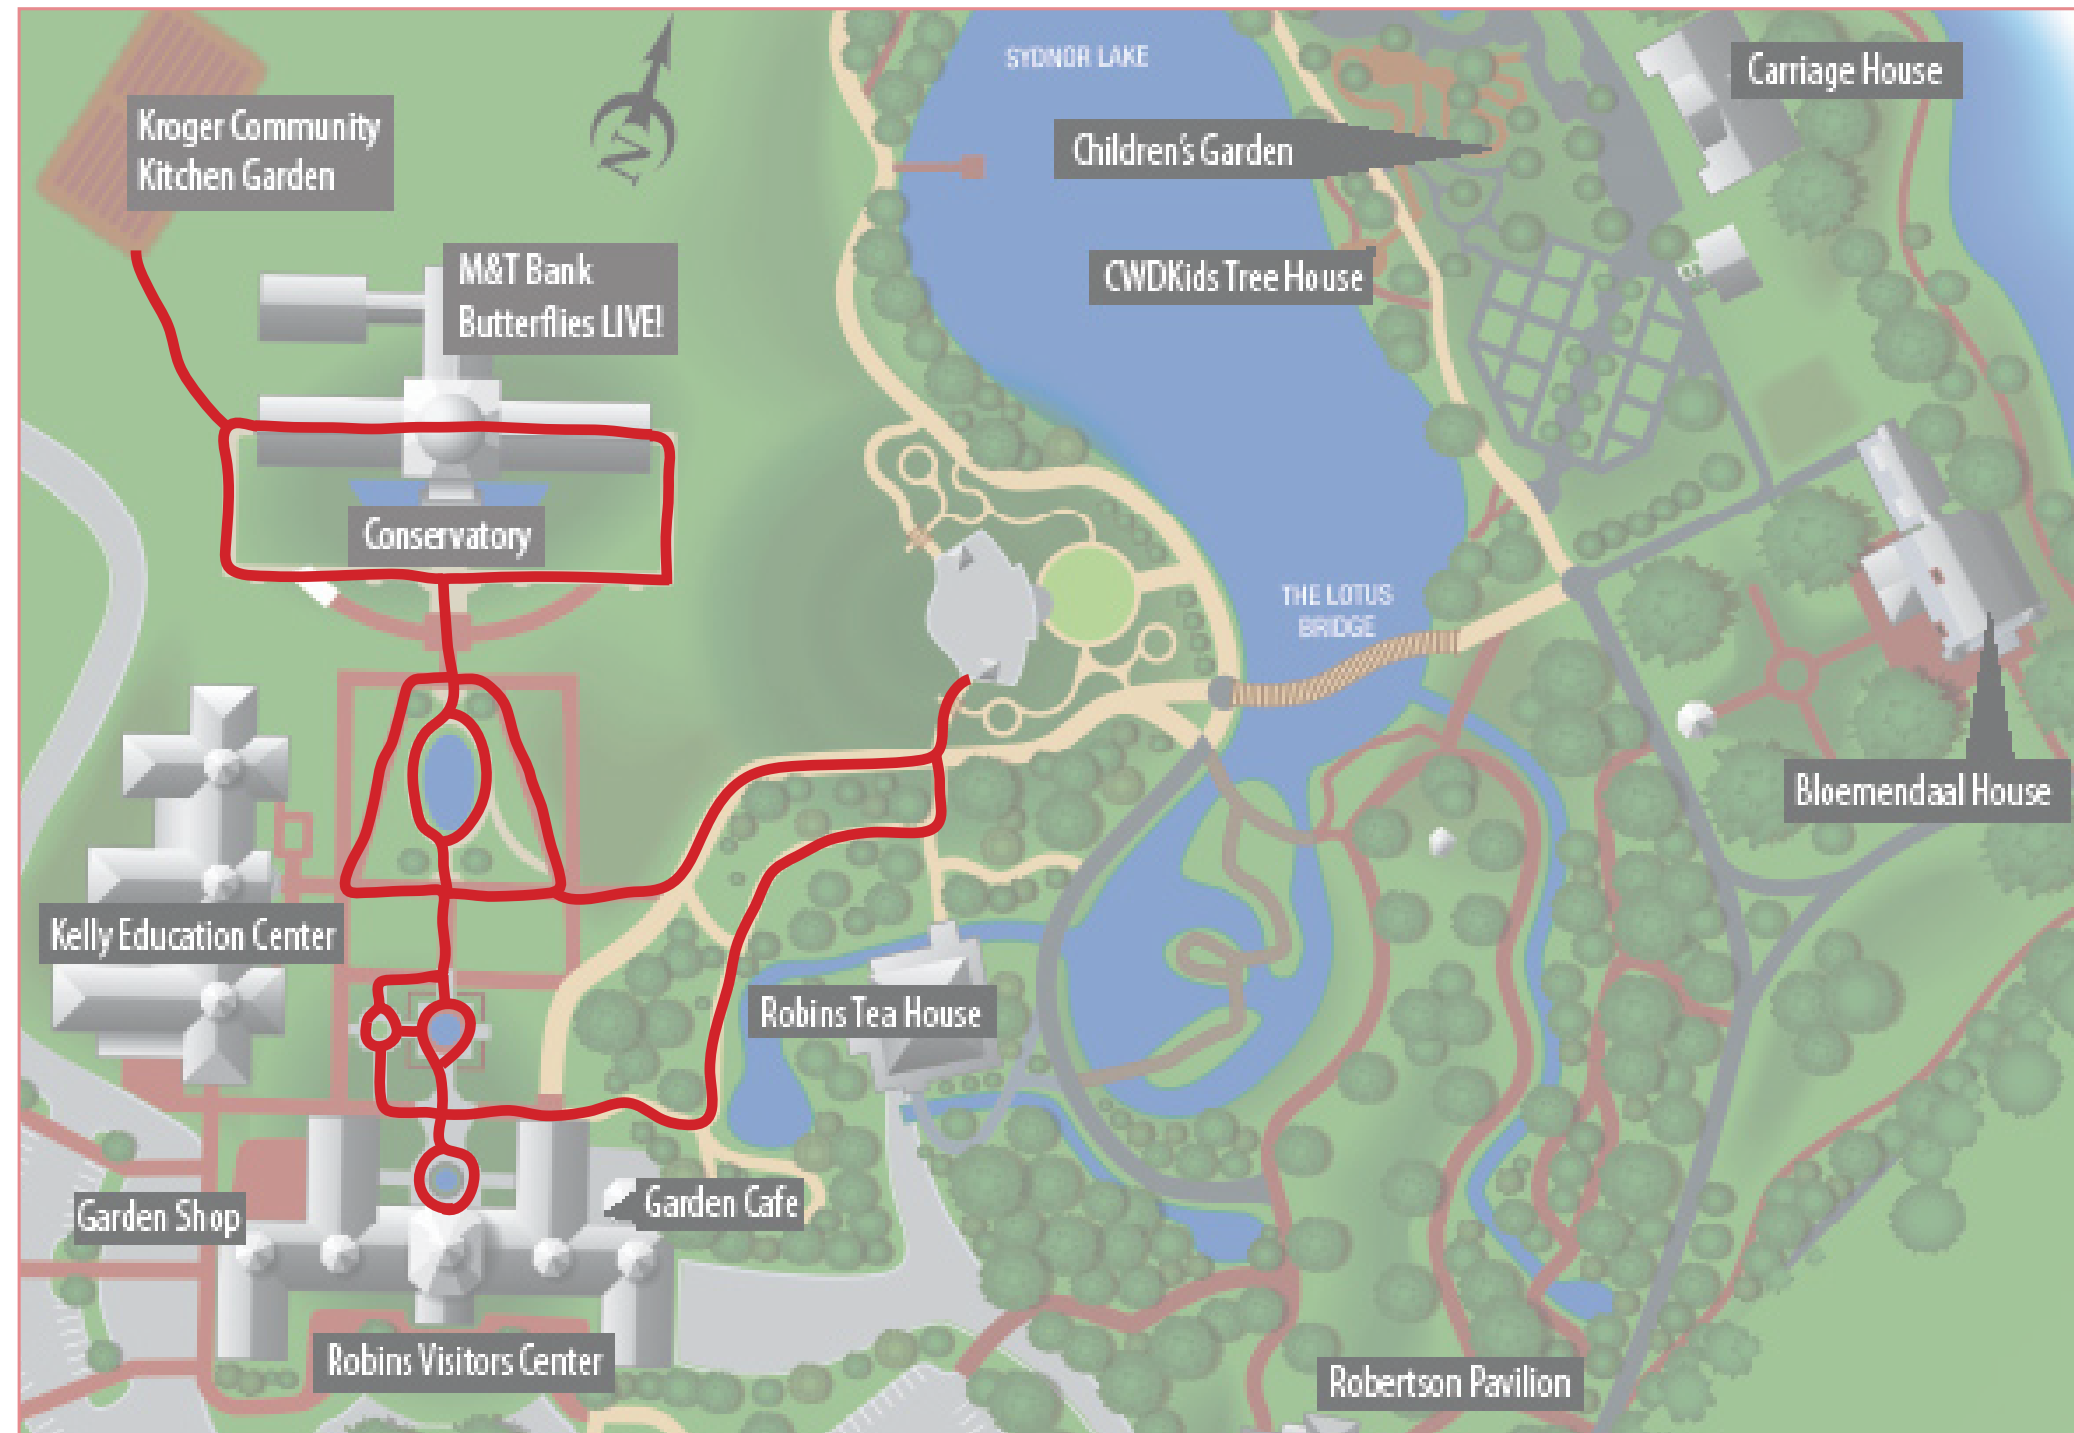 SYDNOR LAKE
Carriage House
Kroger Community
Kitchen Garden
N
Children's Garden
M&T Bank
Butterflies LIVE!
CWDKids Tree House
Conservatory
THE LOTUS
BRIDGE
Bloemendaal House
Kelly Education Center
Robins Tea House
Garden Shop
Garden Cafe
Robins Visitors Center
Robertson Pavilion